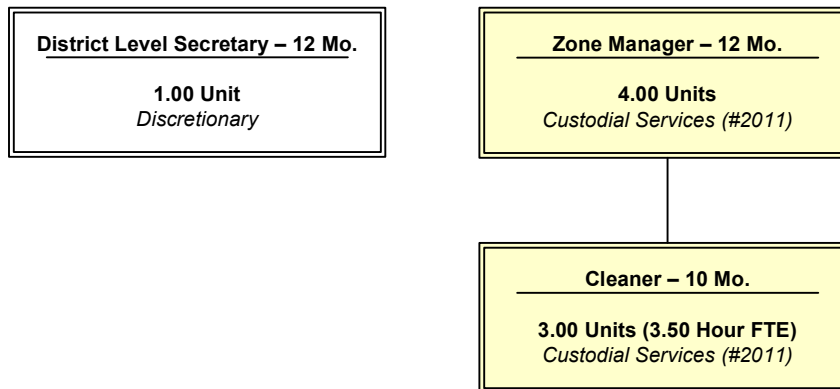 District Level Secretary – 12 Mo.
1.00 Unit
Discretionary
Zone Manager – 12 Mo.
4.00 Units
Custodial Services (#2011)
Cleaner – 10 Mo.
3.00 Units (3.50 Hour FTE)
Custodial Services (#2011)